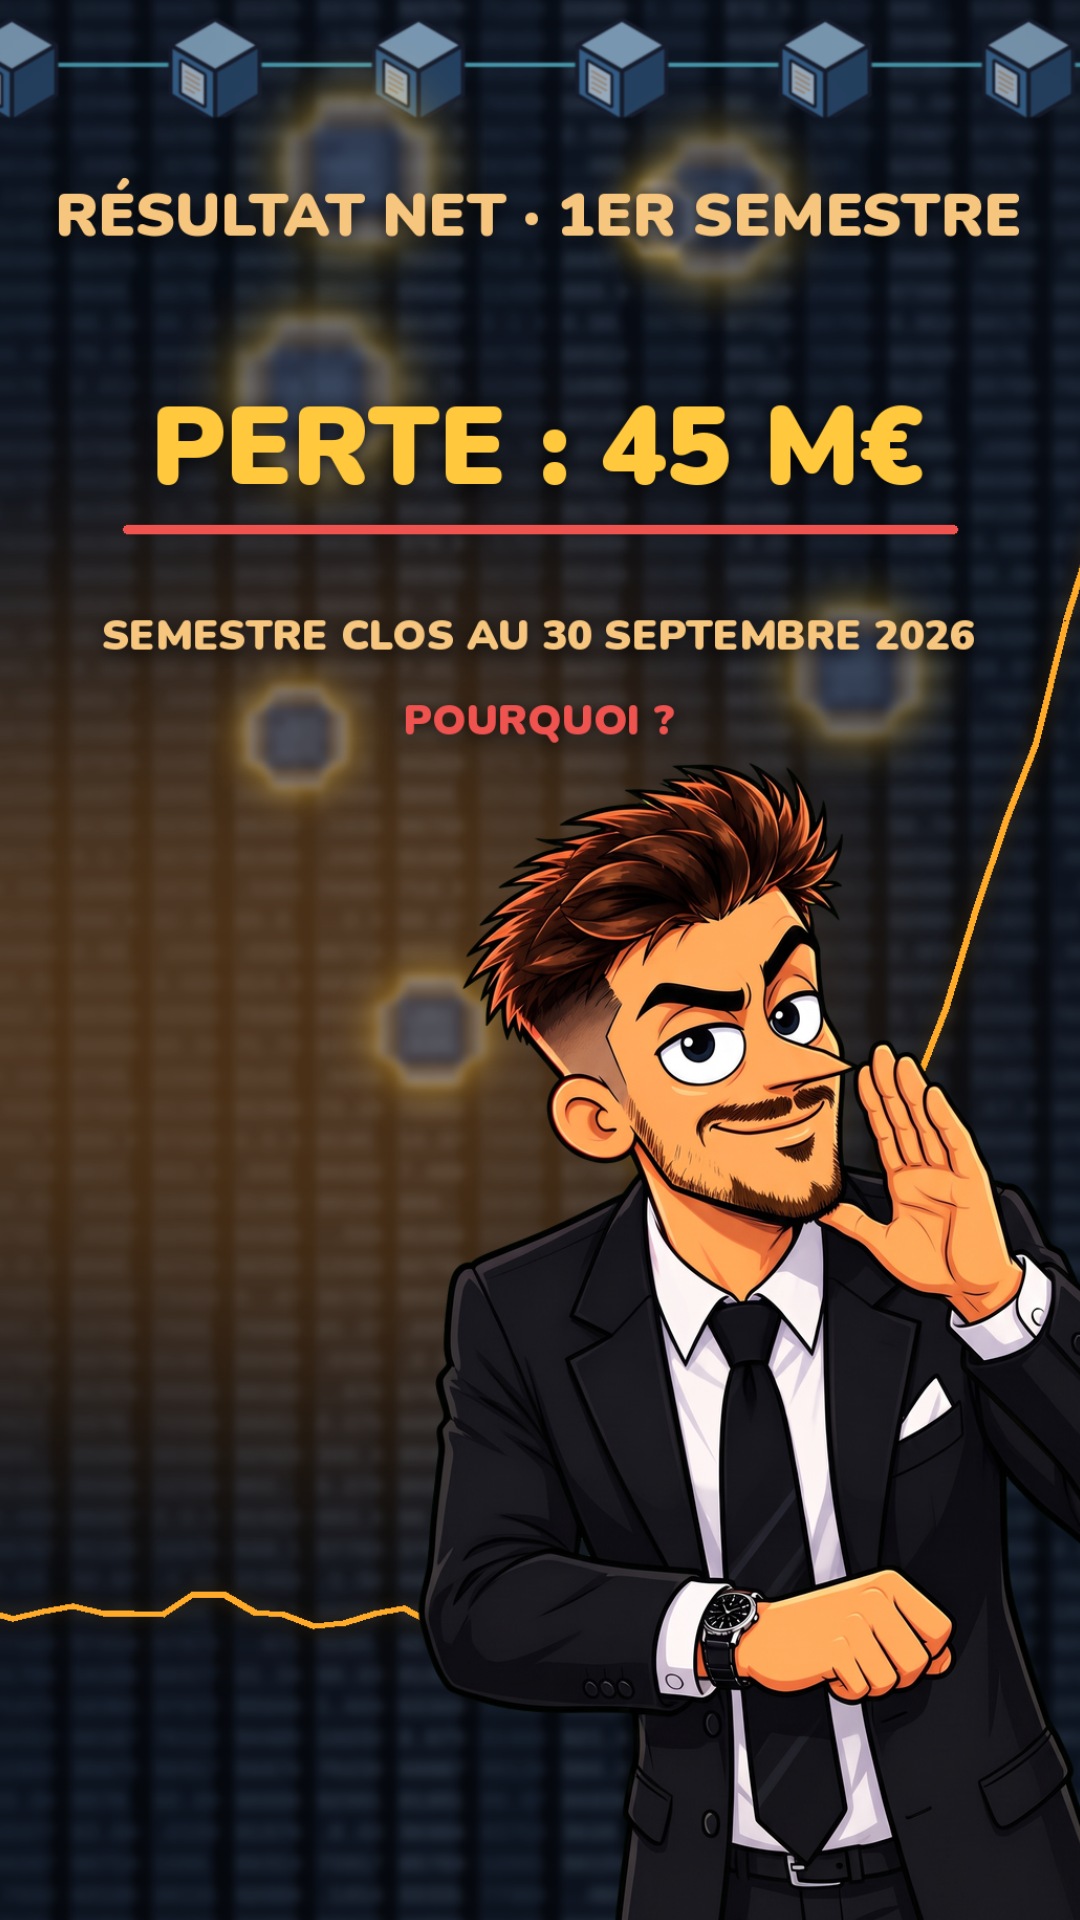 RÉSULTAT NET · 1ER SEMESTRE
PERTE : 45 M€
SEMESTRE CLOS AU 30 SEPTEMBRE 2026
POURQUOI ?